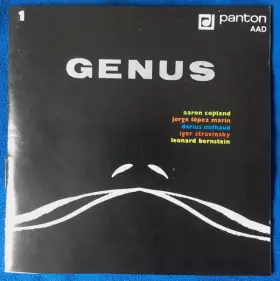 1
panton
AAD
GENUS
aaron copland
jorge lópez marín
darius milhaud
igor stravinsky
leonard bernstein